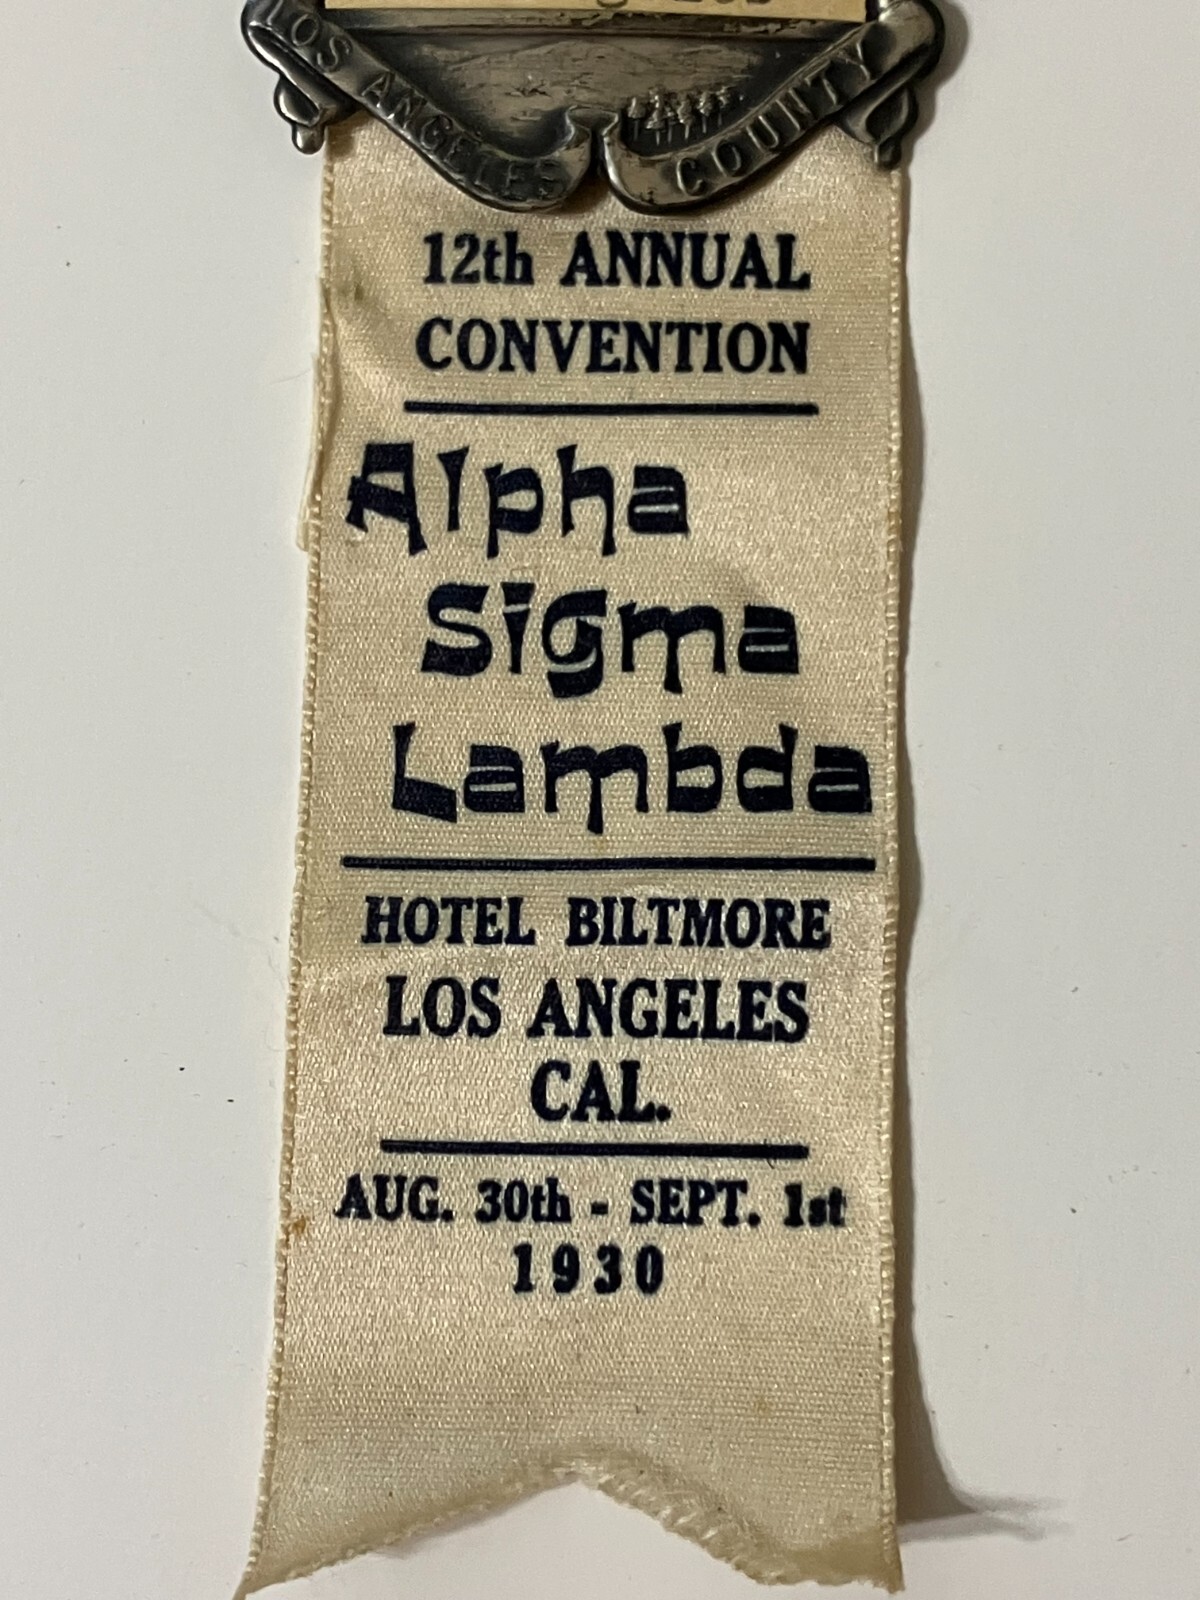 LOS ANGELES COUNTY
12th ANNUAL
CONVENTION
Alpha
Sigma
Lambda
HOTEL BILTMORE
LOS ANGELES
CAL.
AUG. 30th - SEPT. 1st
1930